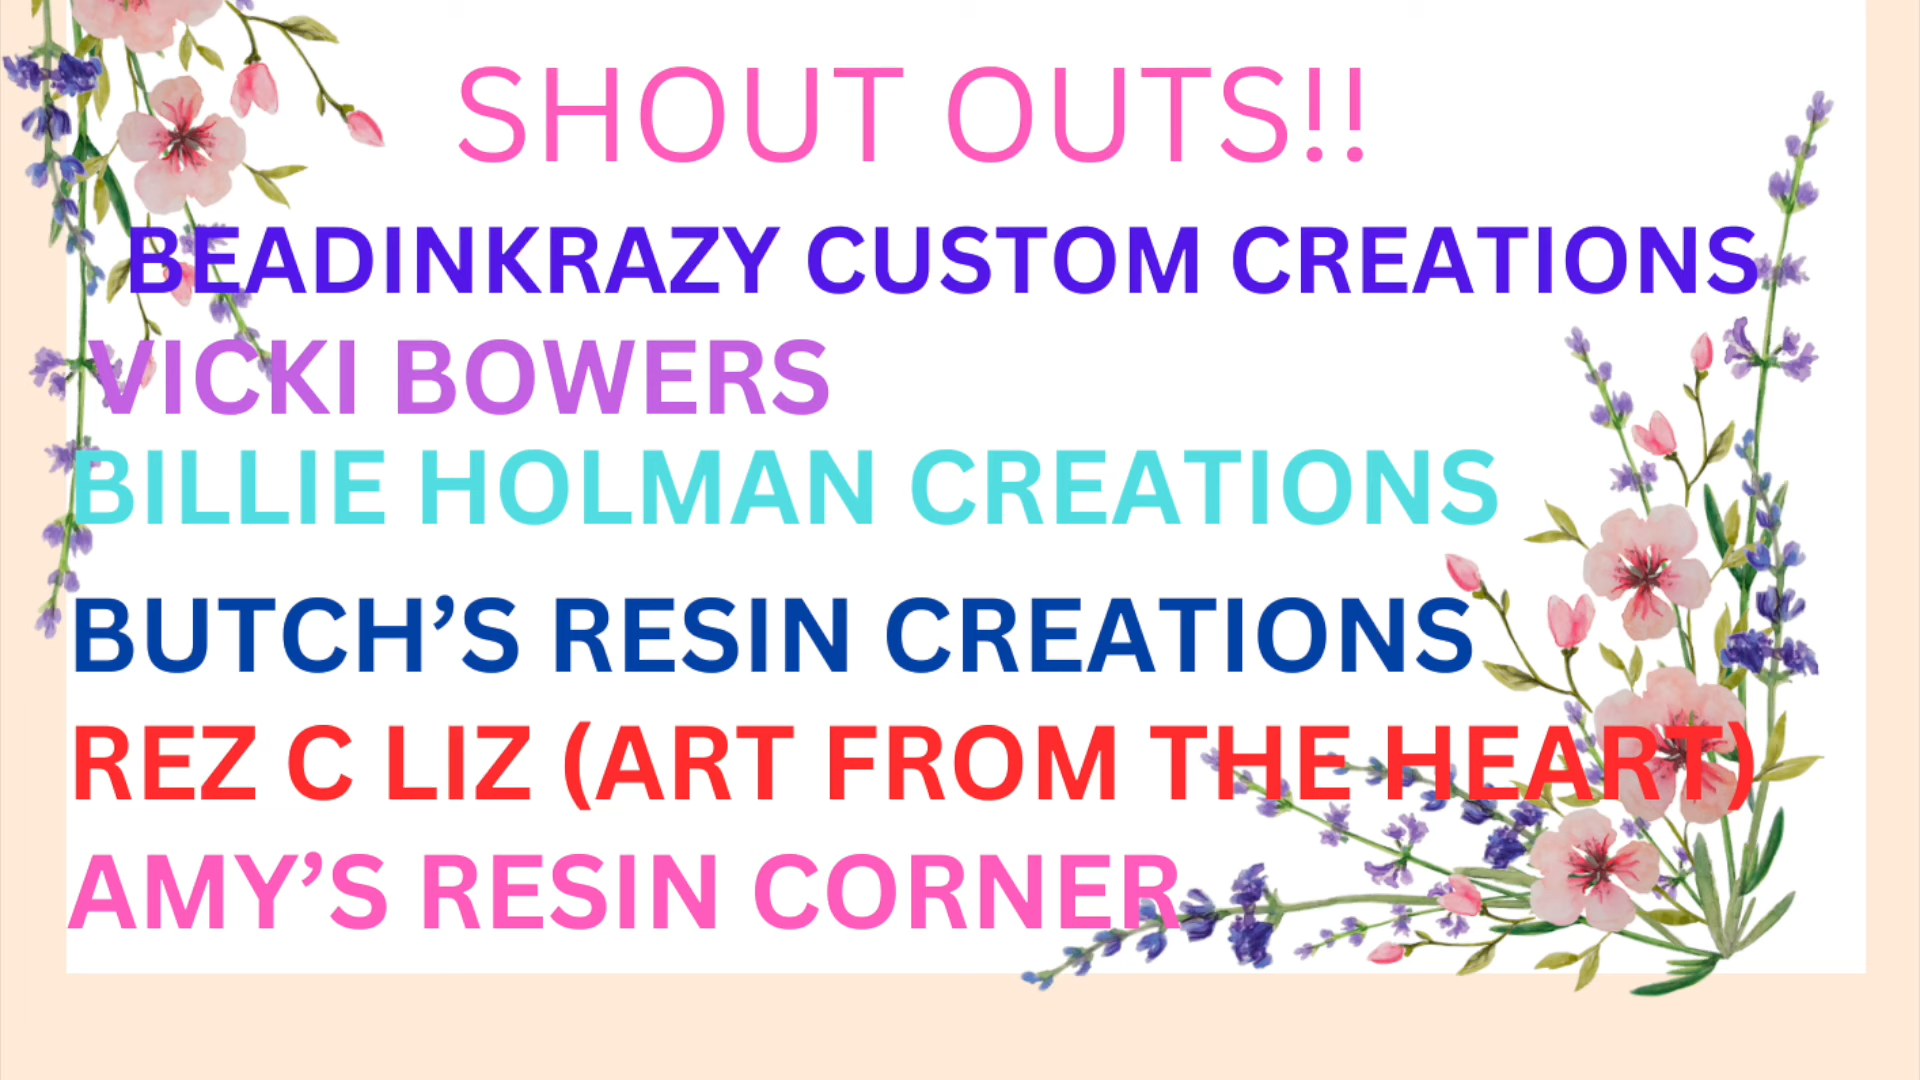 SHOUT OUTS!!
BEADINKRAZY CUSTOM CREATIONS
VICKI BOWERS
BILLIE HOLMAN CREATIONS
BUTCH’S RESIN CREATIONS
REZ C LIZ (ART FROM THE HEART)
AMY’S RESIN CORNER